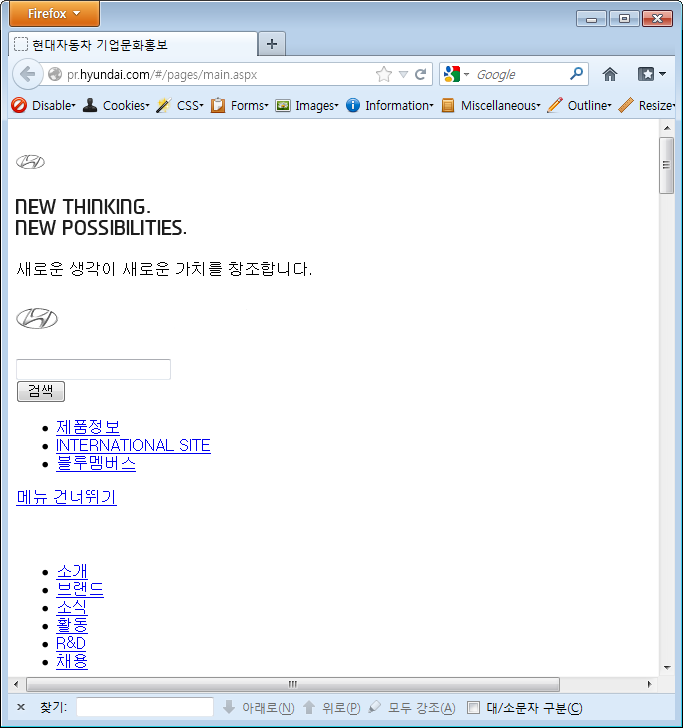 Firefox
현대자동차 기업문화홍보
pr.hyundai.com/#/pages/main.aspx
Google
Disable
Cookies
CSS
Forms
Images
Information
Miscellaneous
Outline
Resize
NEW THINKING.
NEW POSSIBILITIES.
새로운 생각이 새로운 가치를 창조합니다.
검색
제품정보
INTERNATIONAL SITE
블루멤버스
메뉴 건너뛰기
소개
브랜드
소식
활동
R&D
채용
찾기:
아래로(N)
위로(P)
모두 강조(A)
대/소문자 구분(C)